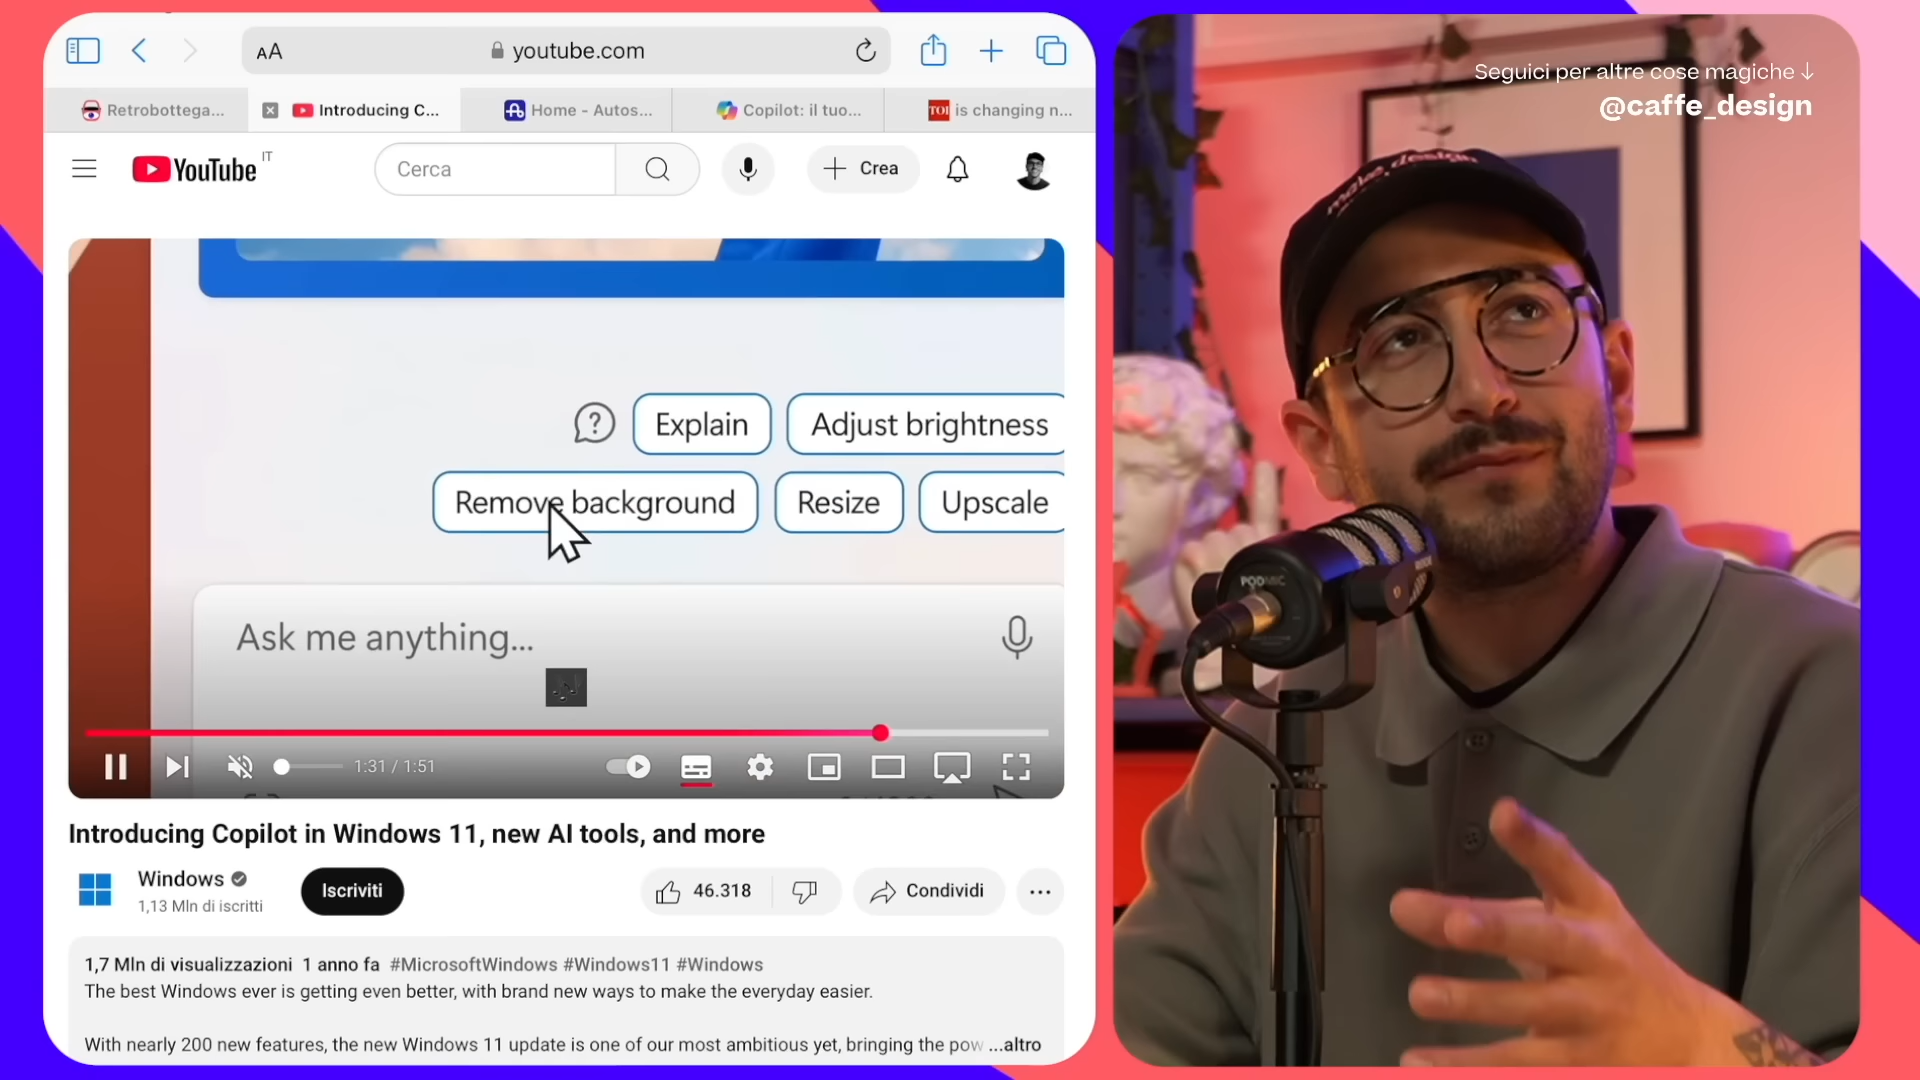 AA
youtube.com
Retrobottega...
Introducing C...
Home - Autos...
Copilot: il tuo...
TOI
is changing n...
YouTube IT
Cerca
Crea
Explain
Adjust brightness
Remove background
Resize
Upscale
Ask me anything...
1:31 / 1:51
Introducing Copilot in Windows 11, new AI tools, and more
Windows
1,13 Mln di iscritti
Iscriviti
46.318
Condividi
1,7 Mln di visualizzazioni 1 anno fa #MicrosoftWindows #Windows11 #Windows
The best Windows ever is getting even better, with brand new ways to make the everyday easier.
With nearly 200 new features, the new Windows 11 update is one of our most ambitious yet, bringing the pow ...altro
Seguici per altre cose magiche ↓
@caffe_design
make design
PODMIC
RODE